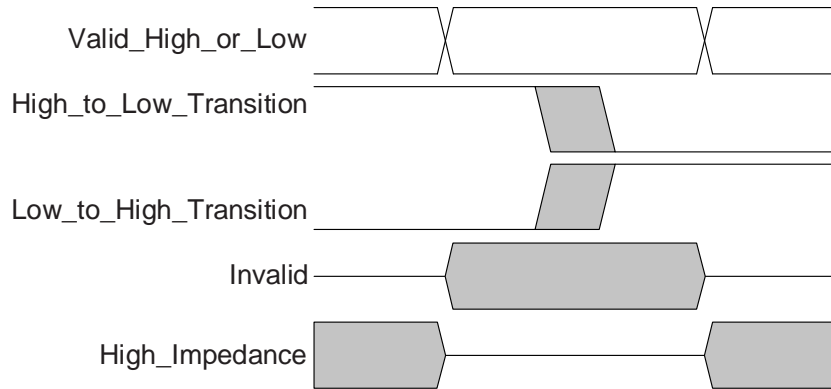 Valid_High_or_Low
High_to_Low_Transition
Low_to_High_Transition
Invalid
High_Impedance